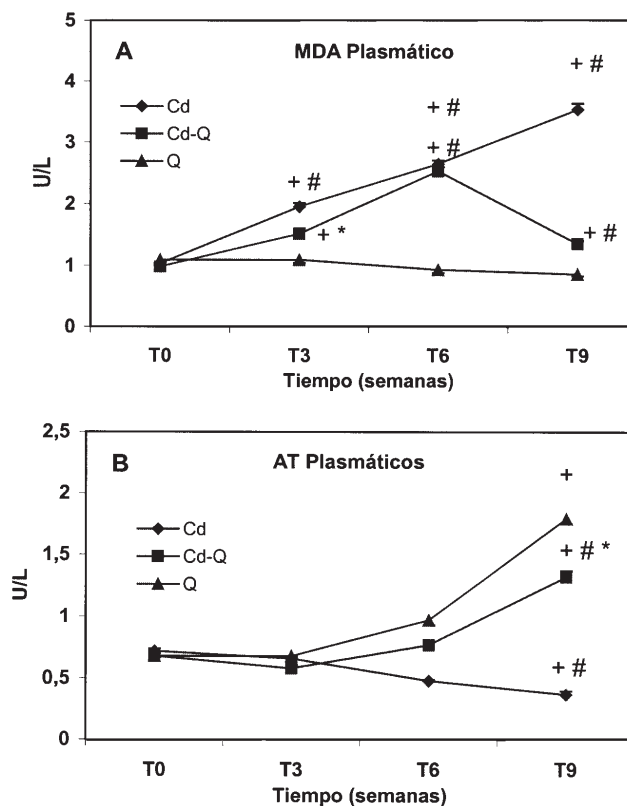 A
MDA Plasmático
Cd
Cd-Q
Q
U/L
5
4
3
2
1
0
+ #
+ *
+ #
+ #
+ #
+ #
T0 T3 T6 T9
Tiempo (semanas)
B
AT Plasmáticos
Cd
Cd-Q
Q
U/L
2,5
2
1,5
1
0,5
0
+
+ # *
+ #
T0 T3 T6 T9
Tiempo (semanas)